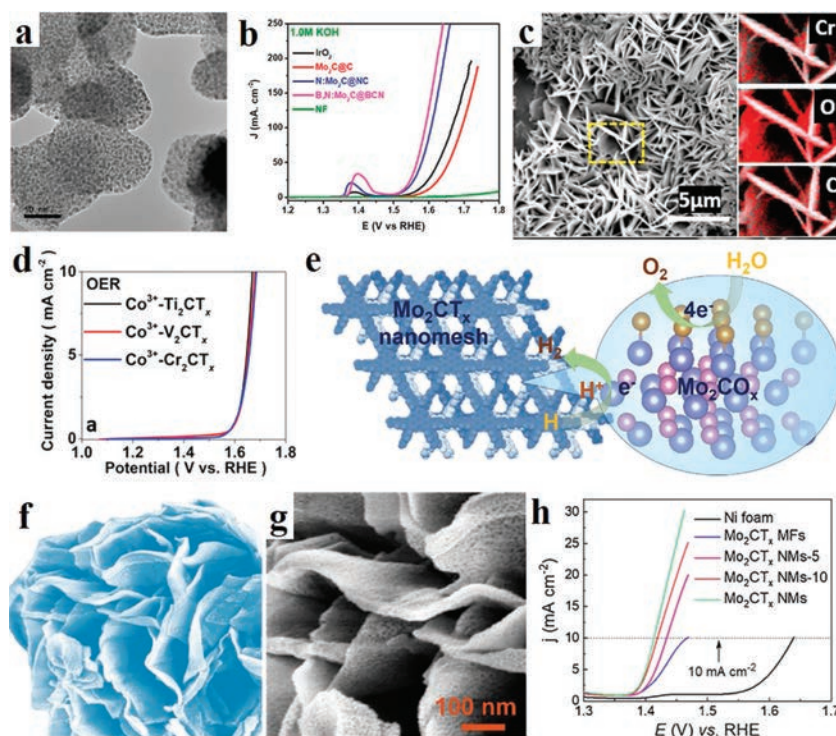 a
10 nm
b
1.0M KOH
IrO₂
Mo₂C@C
N:Mo₂C@NC
B,N:Mo₂C@BCN
NF
J (mA. cm⁻²)
250
200
150
100
50
0
1.2 1.3 1.4 1.5 1.6 1.7 1.8
E (V vs RHE)
c
5μm
Cr
O
C
d
OER
Co³⁺-Ti₂CTₓ
Co³⁺-V₂CTₓ
Co³⁺-Cr₂CTₓ
a
Current density ( mA cm⁻² )
10
5
0
1.0 1.2 1.4 1.6 1.8
Potential ( V vs. RHE)
e
Mo₂CTₓ
nanomesh
H₂
H⁺
H
e⁻
O₂
H₂O
4e⁻
Mo₂COₓ
f
g
100 nm
h
Ni foam
Mo₂CTₓ MFs
Mo₂CTₓ NMs-5
Mo₂CTₓ NMs-10
Mo₂CTₓ NMs
10 mA cm⁻²
j (mA cm⁻²)
30
25
20
15
10
5
0
1.3 1.4 1.5 1.6 1.7
E (V) vs. RHE